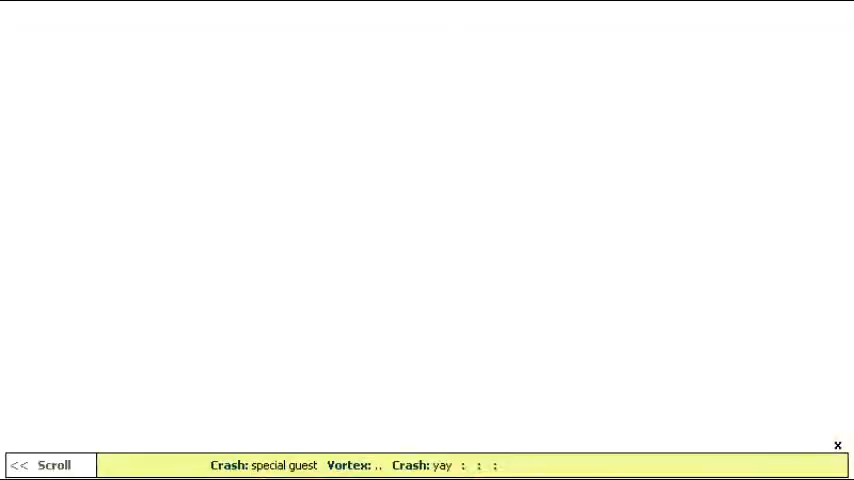 x
<< Scroll Crash: special guest Vortex: .. Crash: yay : : :